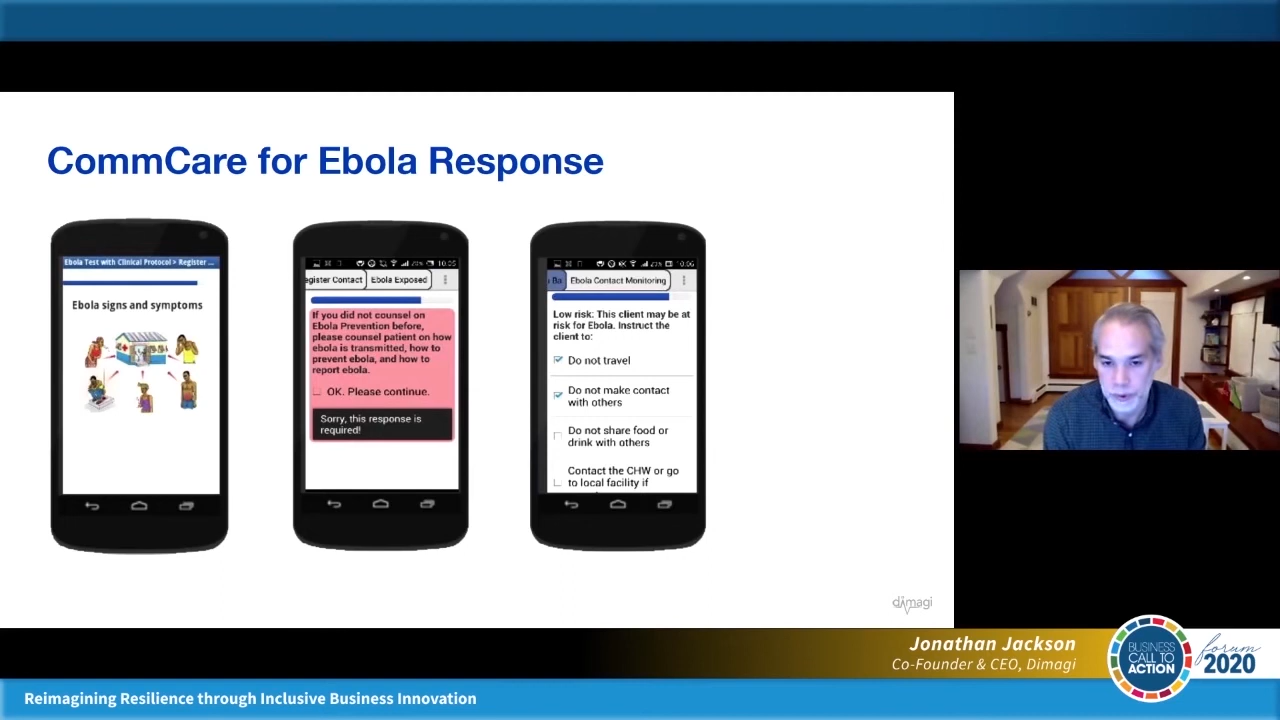 CommCare for Ebola Response
Ebola Test with Clinical Protocol > Register ...
Ebola signs and symptoms
10:05
egister Contact
Ebola Exposed
If you did not counsel on
Ebola Prevention before,
please counsel patient on how
ebola is transmitted, how to
prevent ebola, and how to
report ebola.
OK. Please continue.
Sorry, this response is
required!
10:06
Ebola Contact Monitoring
Low risk: This client may be at
risk for Ebola. Instruct the
client to:
Do not travel
Do not make contact
with others
Do not share food or
drink with others
Contact the CHW or go
to local facility if
dimagi
Jonathan Jackson
Co-Founder & CEO, Dimagi
BUSINESS
CALL TO
ACTION
forum
2020
Reimagining Resilience through Inclusive Business Innovation